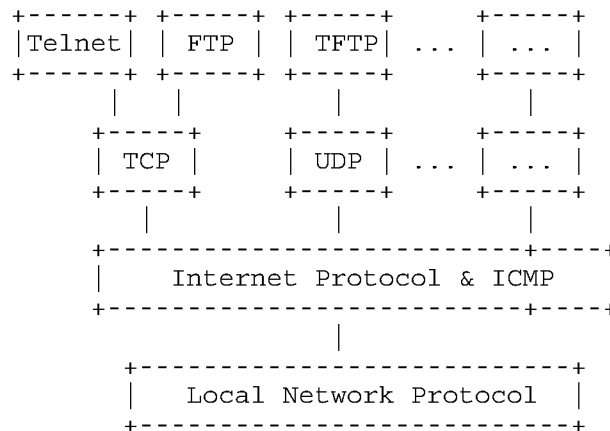 Telnet FTP TFTP ... ...
TCP UDP ... ...
Internet Protocol & ICMP
Local Network Protocol